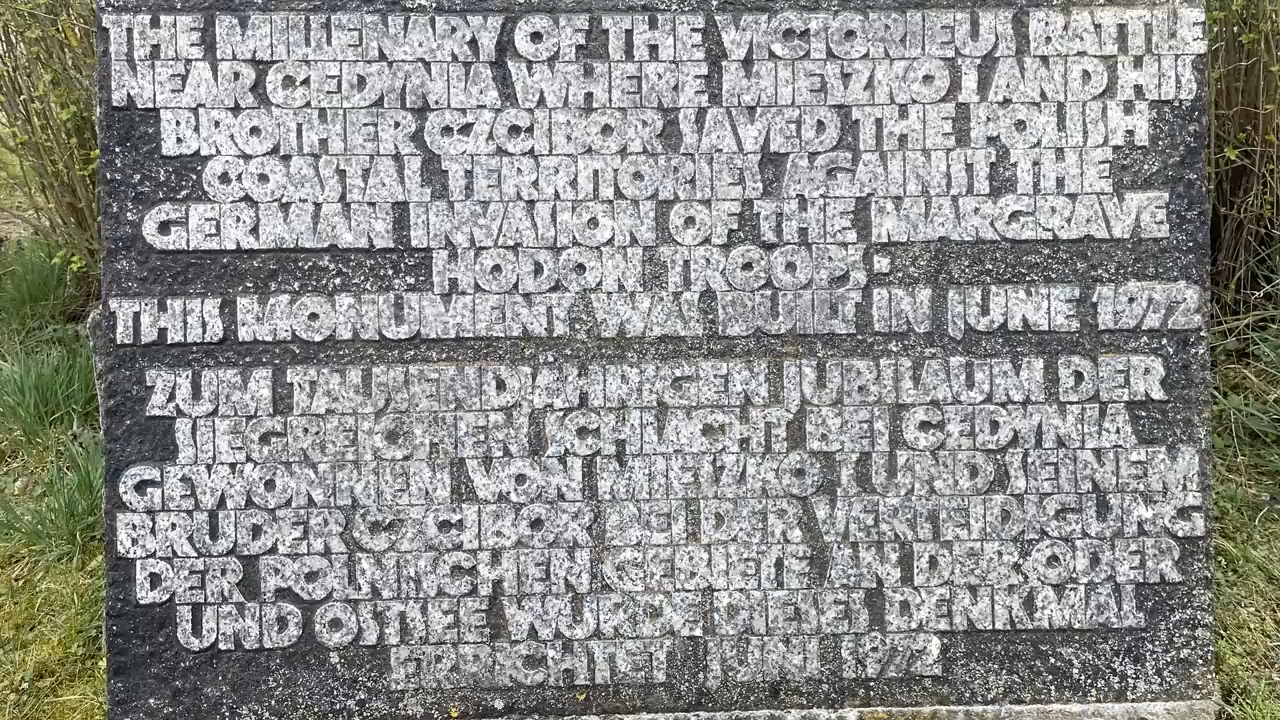 THE MILLENARY OF THE VICTORIEUS BATTLE
NEAR CEDYNIA WHERE MIESZKO I AND HIS
BROTHER CZCIBOR SAVED THE POLISH
COASTAL TERRITORIES AGAINST THE
GERMAN INVASION OF THE MARGRAVE
HODON TROOPS.
THIS MONUMENT WAS BUILT IN JUNE 1972
ZUM TAUSENDJÄHRIGEN JUBILÄUM DER
SIEGREICHEN SCHLACHT BEI CEDYNIA
GEWONNEN VON MIESZKO I UND SEINEM
BRUDER CZCIBOR BEI DER VERTEIDIGUNG
DER POLNISCHEN GEBIETE AN DER ODER
UND OSTSEE WURDE DIESES DENKMAL
ERRICHTET JUNI 1972